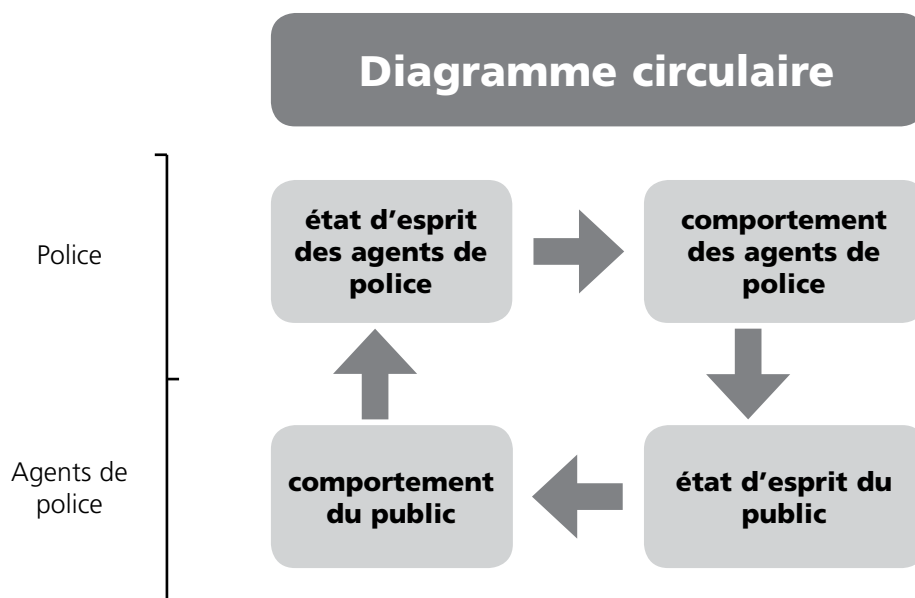 Diagramme circulaire
Police
état d’esprit
des agents de
police
comportement
des agents de
police
Agents de
police
comportement
du public
état d’esprit du
public